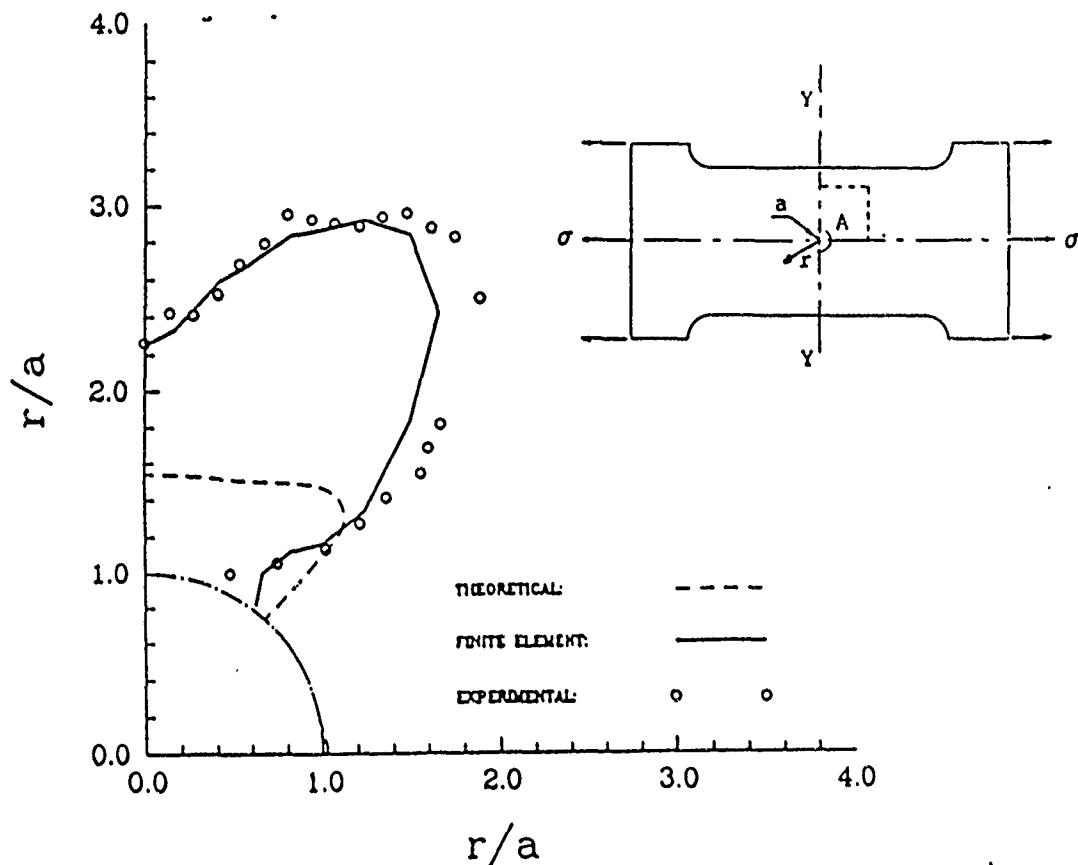 4.0
3.0
2.0
1.0
0.0
r/a
0.0
1.0
2.0
3.0
4.0
r/a
THEORETICAL:
FINITE ELEMENT:
EXPERIMENTAL:
Y
a
A
σ
r
σ
Y